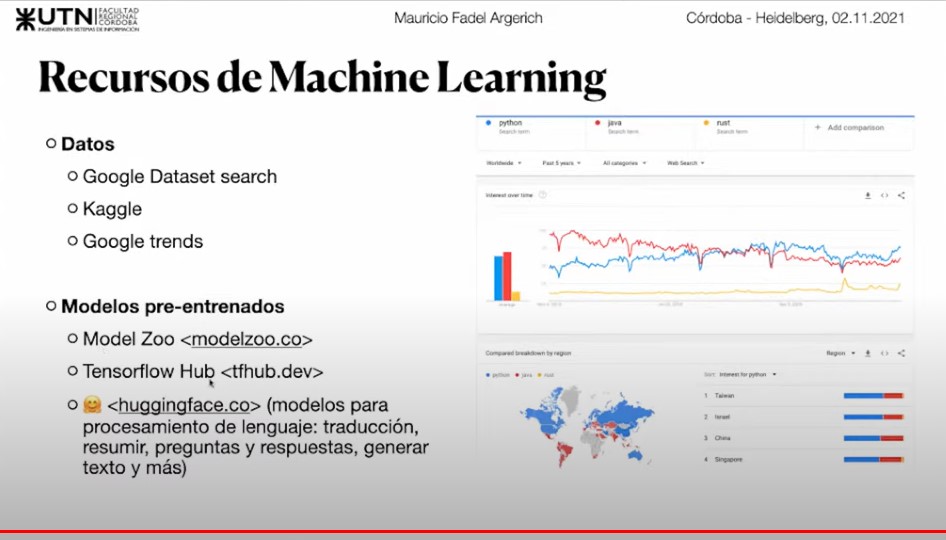 UTN
FACULTAD
REGIONAL
CÓRDOBA
INGENIERÍA EN SISTEMAS DE INFORMACIÓN
Mauricio Fadel Argerich
Córdoba - Heidelberg, 02.11.2021
Recursos de Machine Learning
Datos
Google Dataset search
Kaggle
Google trends
Modelos pre-entrenados
Model Zoo <modelzoo.co>
Tensorflow Hub <tfhub.dev>
🤗 <huggingface.co> (modelos para
procesamiento de lenguaje: traducción,
resumir, preguntas y respuestas, generar
texto y más)
python
Search term
java
Search term
rust
Search term
+ Add comparison
Worldwide
Past 5 years
All categories
Web Search
Interest over time
Average
Compared breakdown by region
Region
python java rust
Sort: Interest for python
1 Taiwan
2 Israel
3 China
4 Singapore